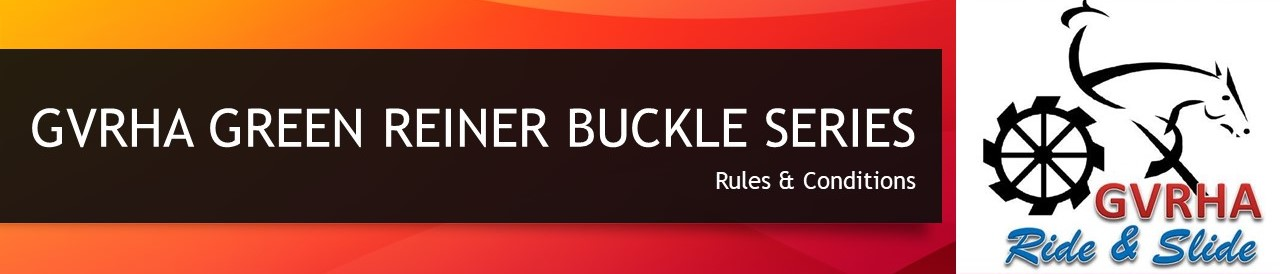 GVRHA GREEN REINER BUCKLE SERIES
Rules & Conditions
GVRHA
Ride & Slide